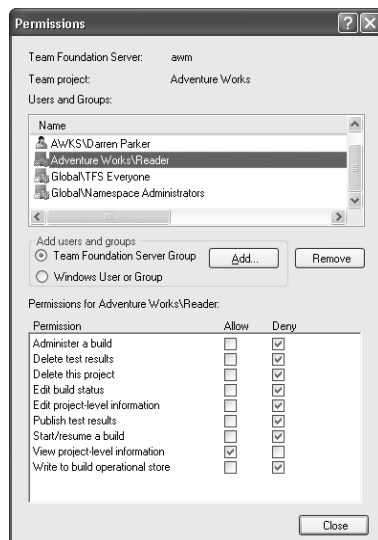 Permissions
Team Foundation Server: awm
Team project: Adventure Works
Users and Groups:
Name
AWKS\Darren Parker
Adventure Works\Reader
Global\TFS Everyone
Global\Namespace Administrators
Add users and groups
Team Foundation Server Group
Add...
Remove
Windows User or Group
Permissions for Adventure Works\Reader:
Permission Allow Deny
Administer a build
Delete test results
Delete this project
Edit build status
Edit project-level information
Publish test results
Start/resume a build
View project-level information
Write to build operational store
Close